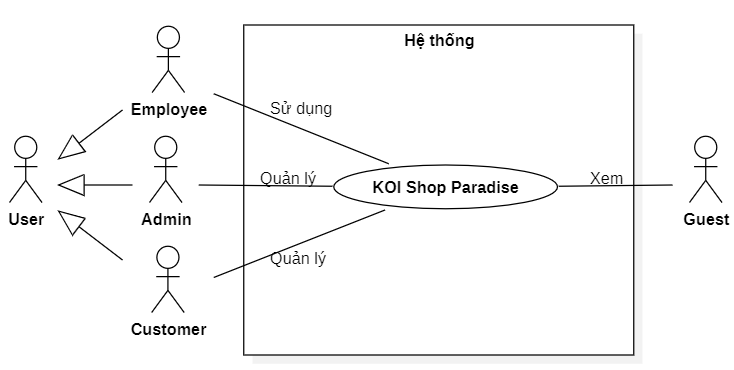 Hệ thống
Employee
Sử dụng
User
Admin
Quản lý
KOI Shop Paradise
Xem
Guest
Customer
Quản lý